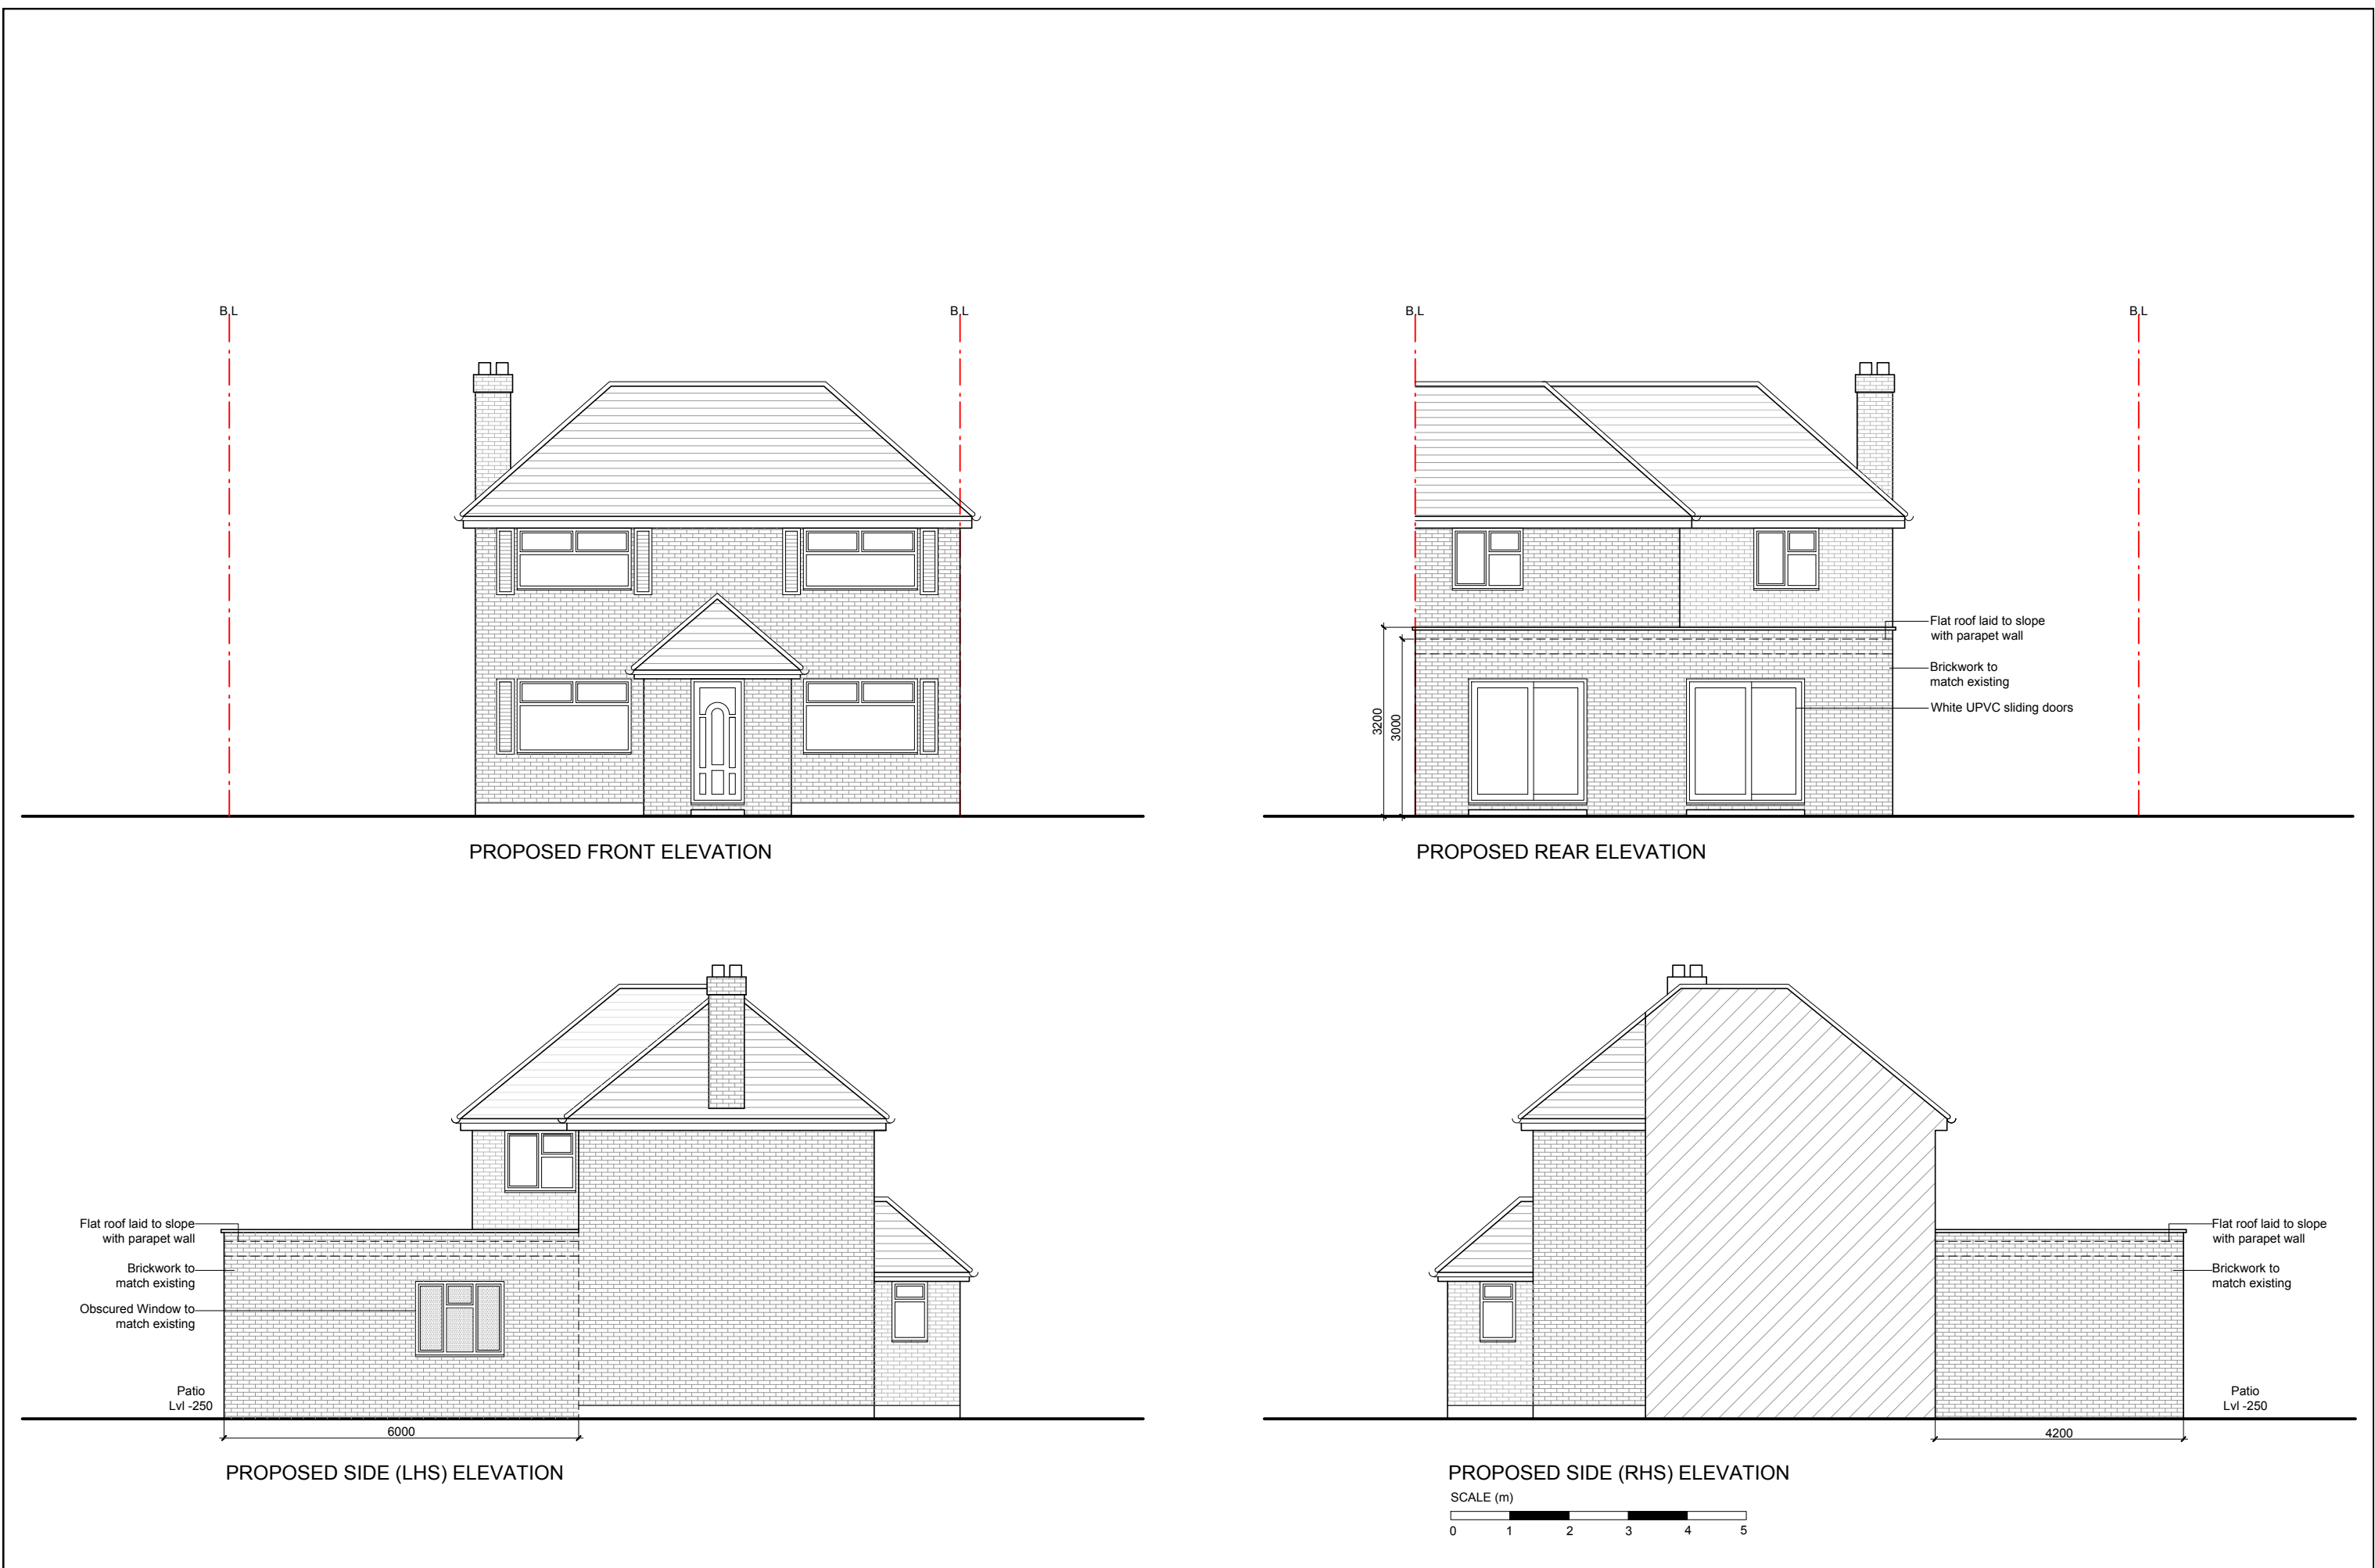 B.L
B.L
B.L
B.L
Flat roof laid to slope
with parapet wall
Brickwork to
match existing
White UPVC sliding doors
3200
3000
PROPOSED FRONT ELEVATION
PROPOSED REAR ELEVATION
Flat roof laid to slope
with parapet wall
Brickwork to
match existing
Obscured Window to
match existing
Patio
Lvl -250
6000
PROPOSED SIDE (LHS) ELEVATION
Flat roof laid to slope
with parapet wall
Brickwork to
match existing
Patio
Lvl -250
4200
PROPOSED SIDE (RHS) ELEVATION
SCALE (m)
0 1 2 3 4 5